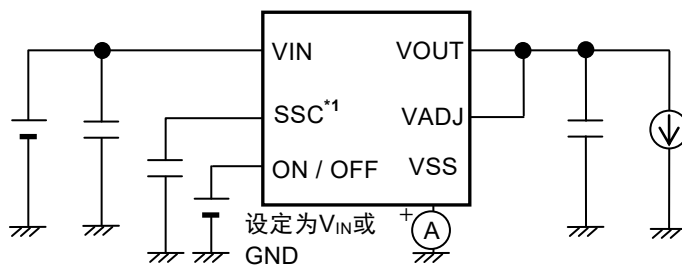 VIN VOUT
SSC*1 VADJ
ON / OFF VSS
设定为VIN或
GND
+
A